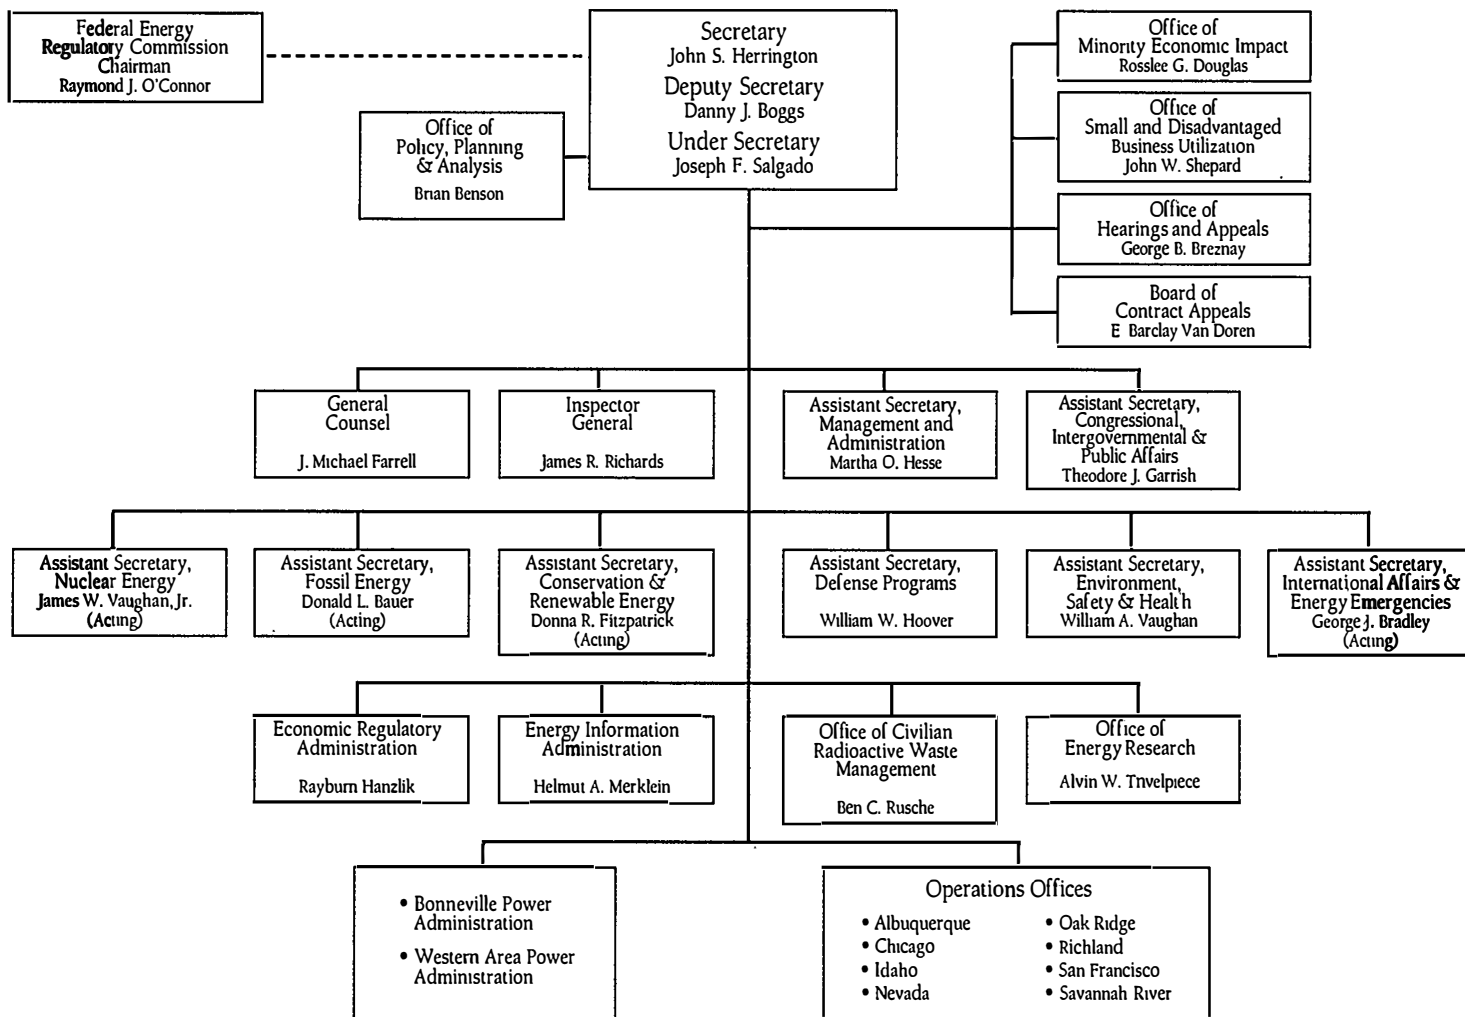 Federal Energy
Regulatory Commission
Chairman
Raymond J. O'Connor
Secretary
John S. Herrington
Deputy Secretary
Danny J. Boggs
Under Secretary
Joseph F. Salgado
Office of
Policy, Planning
& Analysis
Brian Benson
Office of
Minority Economic Impact
Rosslee G. Douglas
Office of
Small and Disadvantaged
Business Utilization
John W. Shepard
Office of
Hearings and Appeals
George B. Breznay
Board of
Contract Appeals
E Barclay Van Doren
General
Counsel
J. Michael Farrell
Inspector
General
James R. Richards
Assistant Secretary,
Management and
Administration
Martha O. Hesse
Assistant Secretary,
Congressional,
Intergovernmental &
Public Affairs
Theodore J. Garrish
Assistant Secretary,
Nuclear Energy
James W. Vaughan, Jr.
(Acting)
Assistant Secretary,
Fossil Energy
Donald L. Bauer
(Acting)
Assistant Secretary,
Conservation &
Renewable Energy
Donna R. Fitzpatrick
(Acting)
Assistant Secretary,
Defense Programs
William W. Hoover
Assistant Secretary,
Environment,
Safety & Health
William A. Vaughan
Assistant Secretary,
International Affairs &
Energy Emergencies
George J. Bradley
(Acting)
Economic Regulatory
Administration
Rayburn Hanzlik
Energy Information
Administration
Helmut A. Merklein
Office of Civilian
Radioactive Waste
Management
Ben C. Rusche
Office of
Energy Research
Alvin W. Trivelpiece
• Bonneville Power
Administration
• Western Area Power
Administration
Operations Offices
• Albuquerque
• Chicago
• Idaho
• Nevada
• Oak Ridge
• Richland
• San Francisco
• Savannah River